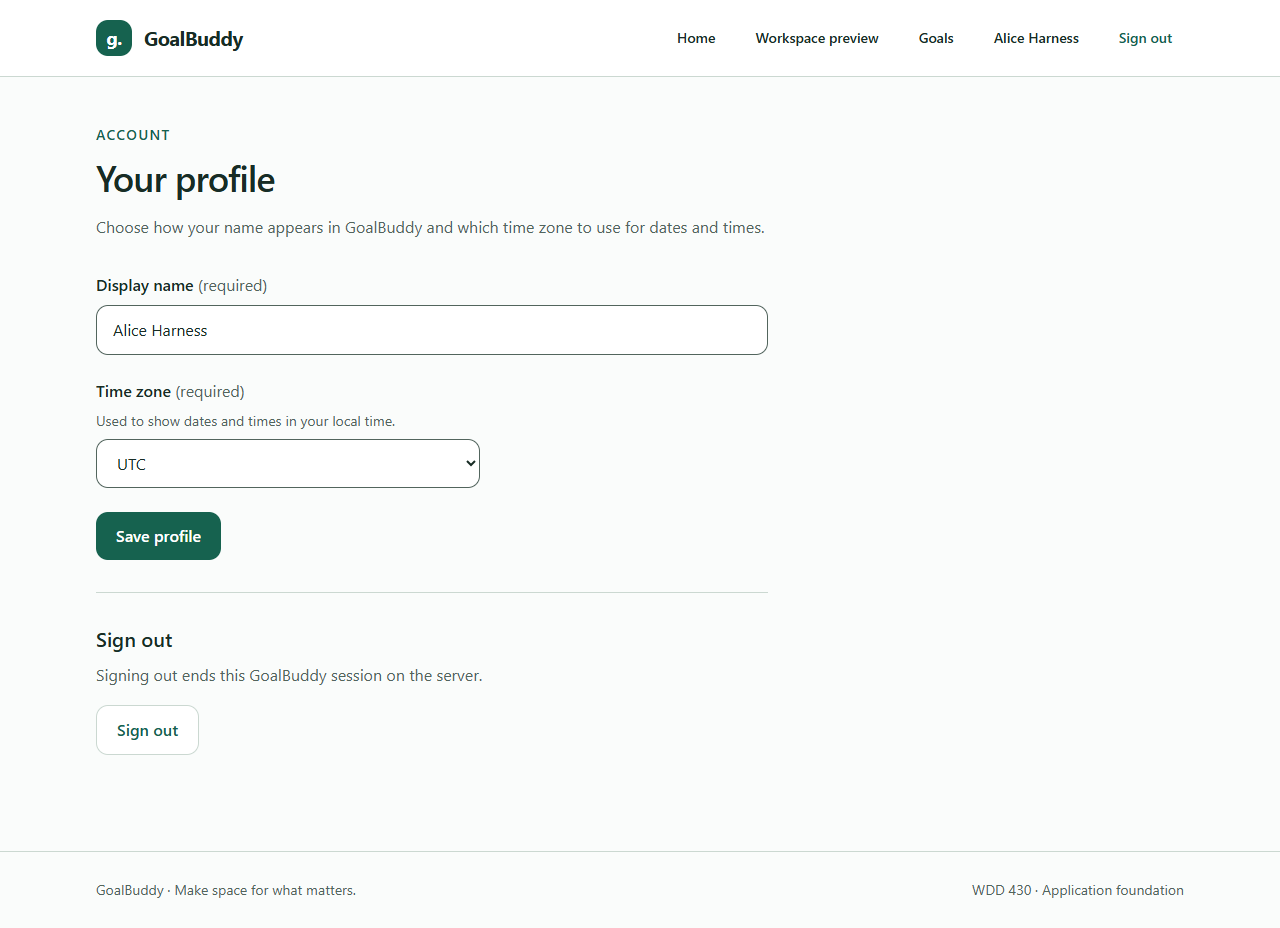 g. GoalBuddy
Home Workspace preview Goals Alice Harness Sign out
ACCOUNT
Your profile
Choose how your name appears in GoalBuddy and which time zone to use for dates and times.
Display name (required)
Alice Harness
Time zone (required)
Used to show dates and times in your local time.
UTC
Save profile
Sign out
Signing out ends this GoalBuddy session on the server.
Sign out
GoalBuddy · Make space for what matters.
WDD 430 · Application foundation